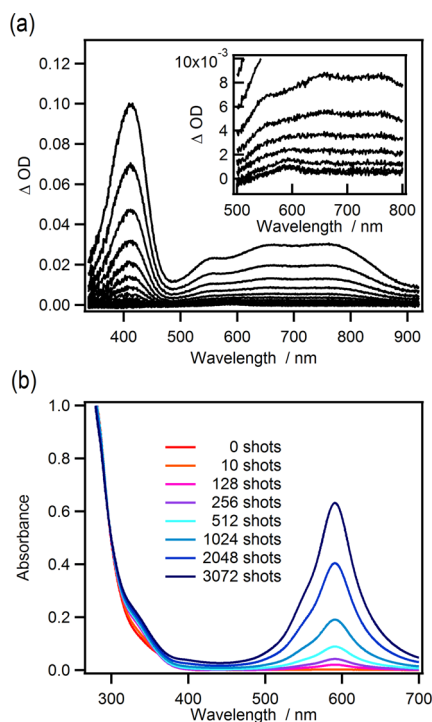 (a)
0.12
0.10
0.08
0.06
0.04
0.02
0.00
Δ OD
400 500 600 700 800 900
Wavelength / nm
10x10⁻³
8
6
4
2
0
Δ OD
500 600 700 800
Wavelength / nm
(b)
1.0
0.8
0.6
0.4
0.2
0.0
Absorbance
0 shots
10 shots
128 shots
256 shots
512 shots
1024 shots
2048 shots
3072 shots
300 400 500 600 700
Wavelength / nm